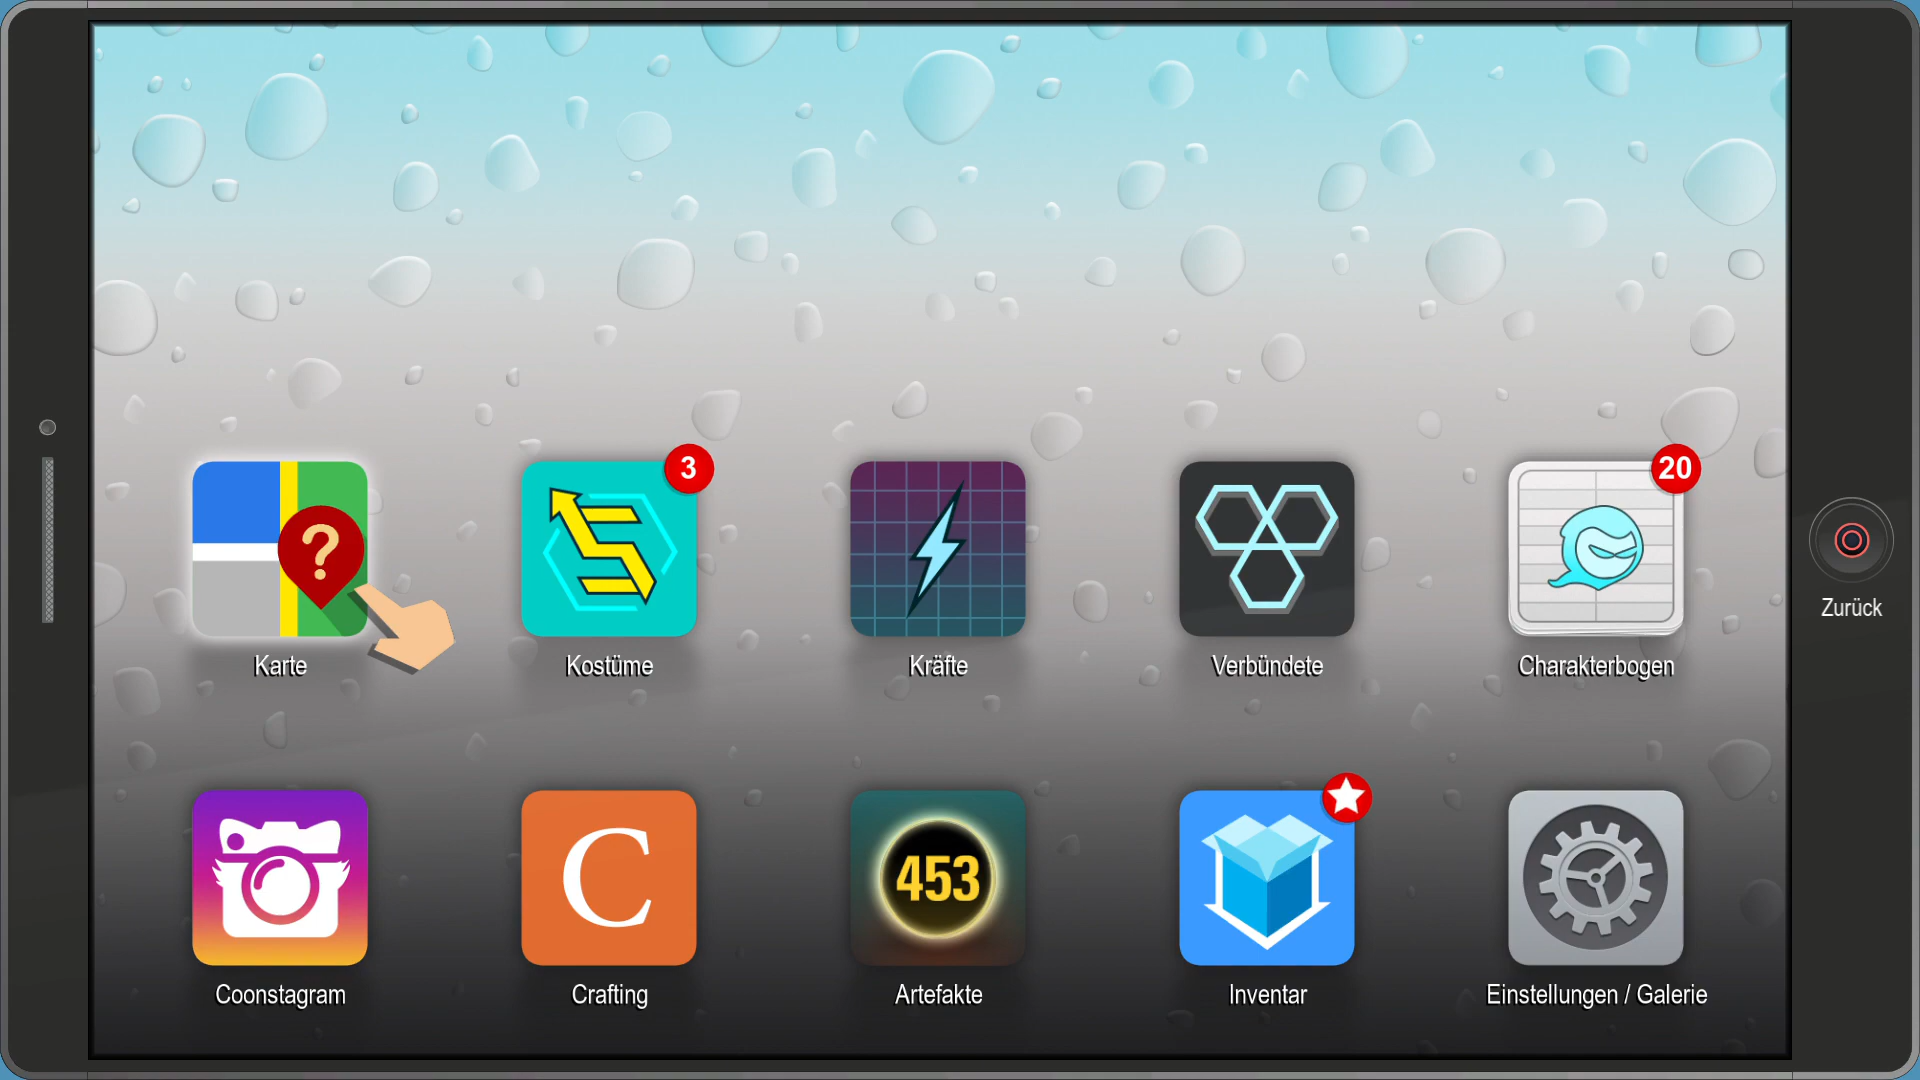 3
20
?
Karte
Kostüme
Kräfte
Verbündete
Charakterbogen
Zurück
C
453
Coonstagram
Crafting
Artefakte
Inventar
Einstellungen / Galerie